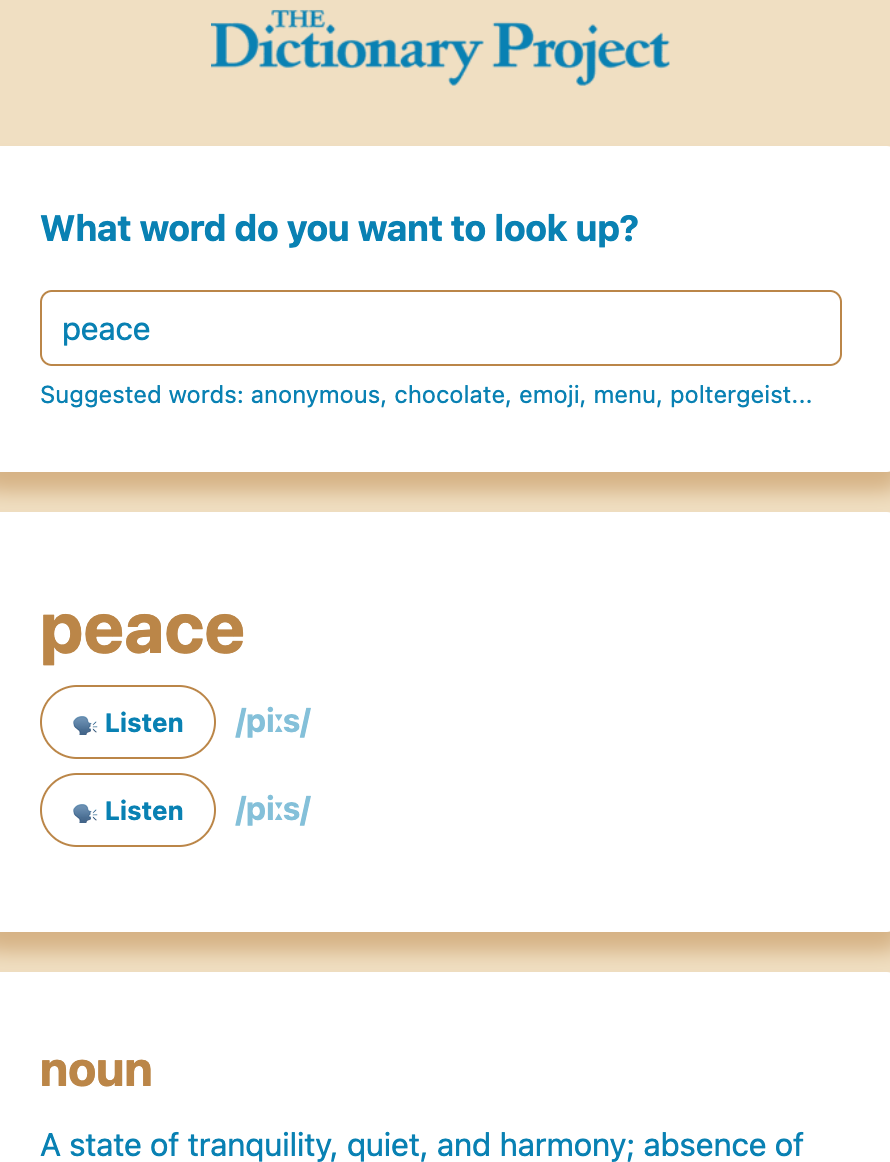 THE
Dictionary Project
What word do you want to look up?
peace
Suggested words: anonymous, chocolate, emoji, menu, poltergeist...
peace
Listen /piːs/
Listen /piːs/
noun
A state of tranquility, quiet, and harmony; absence of